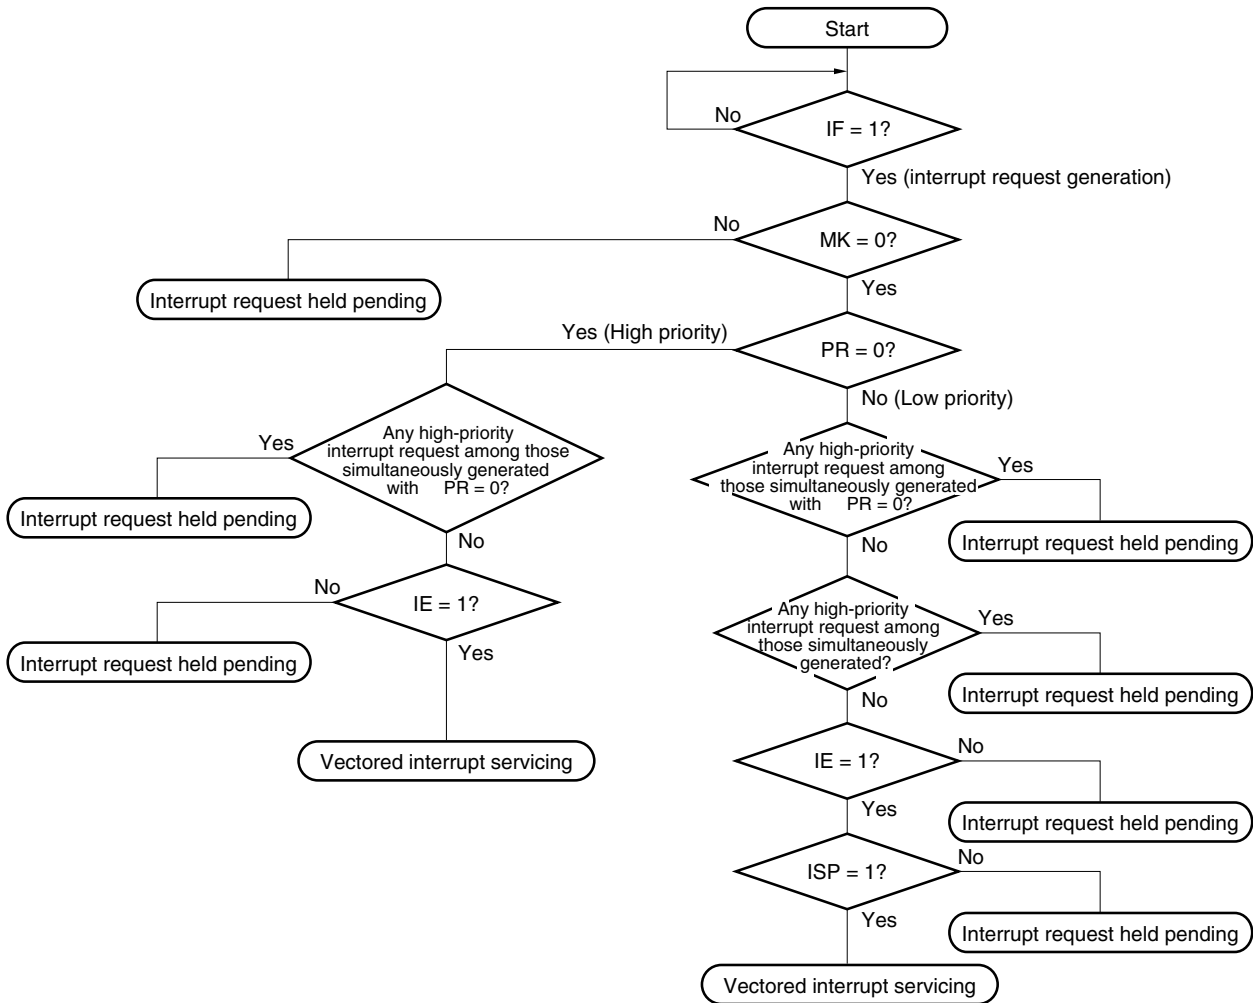 Start
No
IF = 1?
Yes (interrupt request generation)
No
MK = 0?
Interrupt request held pending
Yes
Yes (High priority)
PR = 0?
No (Low priority)
Yes
Any high-priority
interrupt request among those
simultaneously generated
with PR = 0?
Any high-priority
interrupt request among
those simultaneously generated
with PR = 0?
Yes
Interrupt request held pending
Interrupt request held pending
No
No
No
IE = 1?
Any high-priority
interrupt request among
those simultaneously
generated?
Yes
Interrupt request held pending
Yes
Interrupt request held pending
No
Vectored interrupt servicing
IE = 1?
No
Yes
Interrupt request held pending
ISP = 1?
No
Yes
Interrupt request held pending
Vectored interrupt servicing